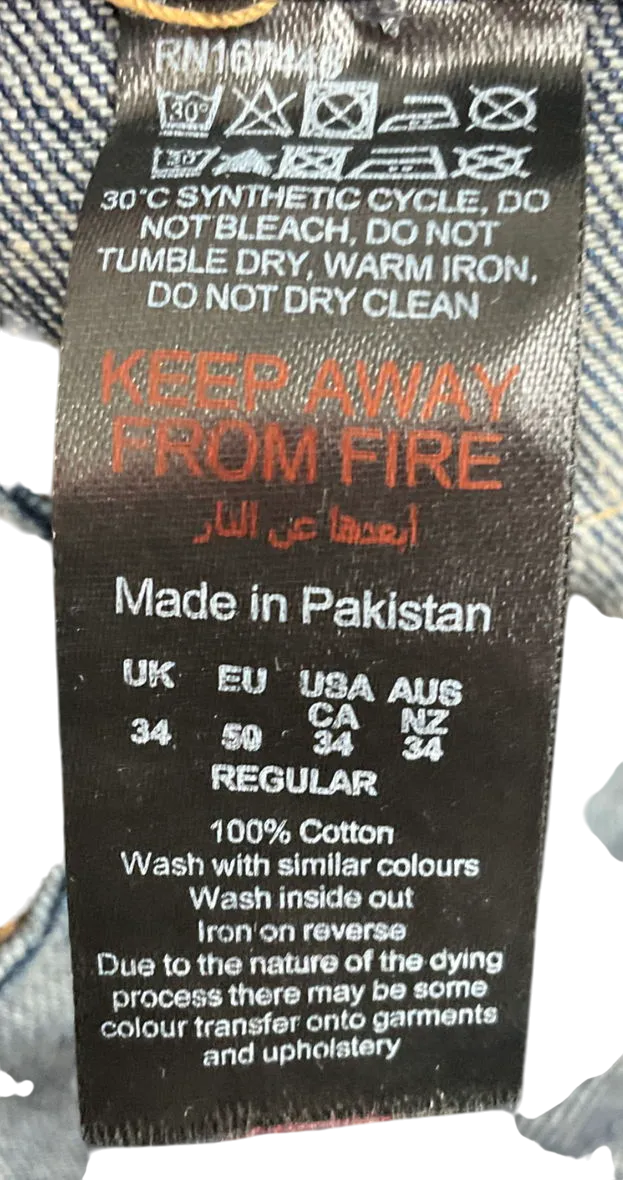 30°
30°
30°C SYNTHETIC CYCLE, DO
NOT BLEACH, DO NOT
TUMBLE DRY, WARM IRON,
DO NOT DRY CLEAN
KEEP AWAY
FROM FIRE
أبعدها عن النار
Made in Pakistan
UK EU USA AUS
CA NZ
34 50 34 34
REGULAR
100% Cotton
Wash with similar colours
Wash inside out
Iron on reverse
Due to the nature of the dying
process there may be some
colour transfer onto garments
and upholstery